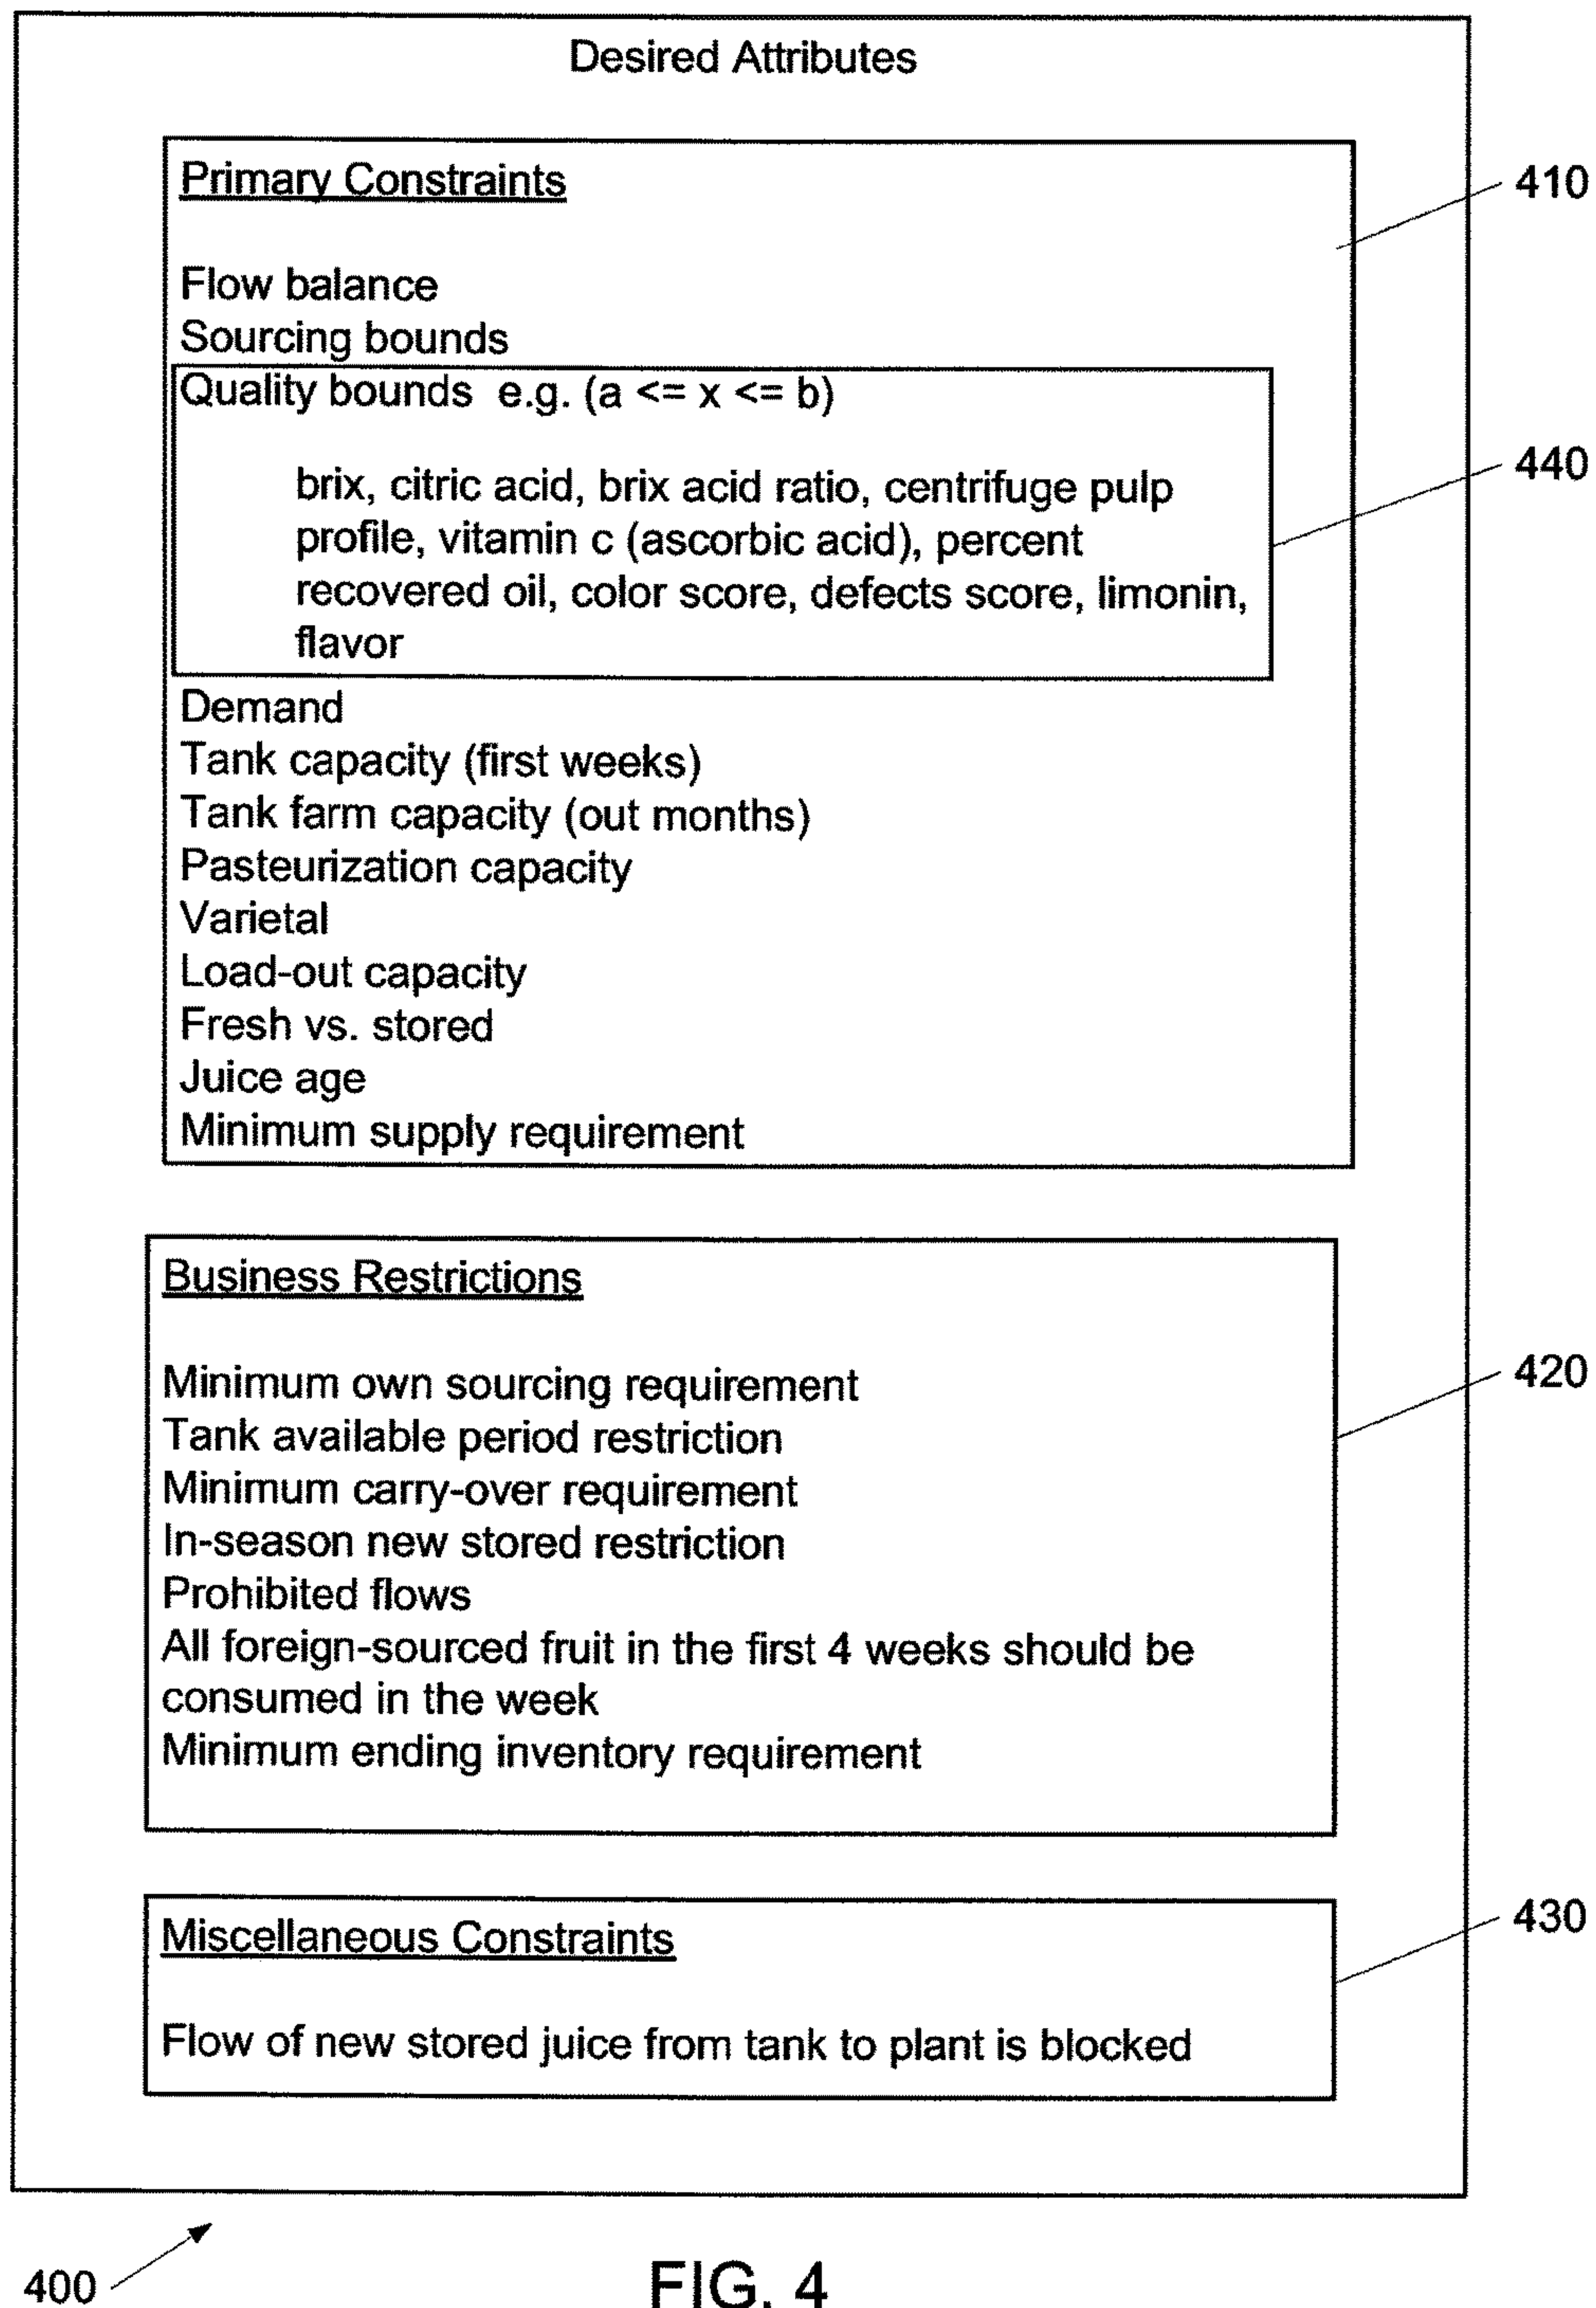 Desired Attributes
Primary Constraints
410
Flow balance
Sourcing bounds
Quality bounds e.g. (a <= x <= b)
440
brix, citric acid, brix acid ratio, centrifuge pulp
profile, vitamin c (ascorbic acid), percent
recovered oil, color score, defects score, limonin,
flavor
Demand
Tank capacity (first weeks)
Tank farm capacity (out months)
Pasteurization capacity
Varietal
Load-out capacity
Fresh vs. stored
Juice age
Minimum supply requirement
Business Restrictions
420
Minimum own sourcing requirement
Tank available period restriction
Minimum carry-over requirement
In-season new stored restriction
Prohibited flows
All foreign-sourced fruit in the first 4 weeks should be
consumed in the week
Minimum ending inventory requirement
430
Miscellaneous Constraints
Flow of new stored juice from tank to plant is blocked
400
FIG. 4